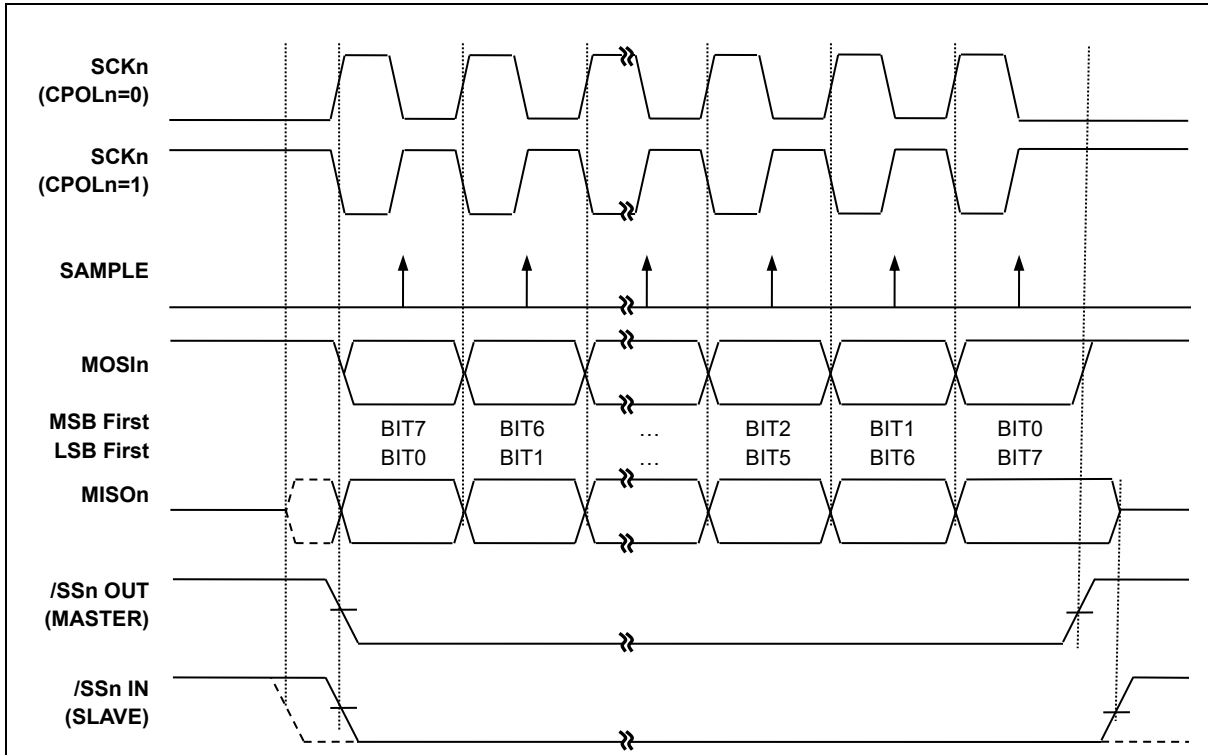 SCKn
(CPOLn=0)
SCKn
(CPOLn=1)
SAMPLE
MOSIn
MSB First BIT7 BIT6 … BIT2 BIT1 BIT0
LSB First BIT0 BIT1 … BIT5 BIT6 BIT7
MISOn
/SSn OUT
(MASTER)
/SSn IN
(SLAVE)